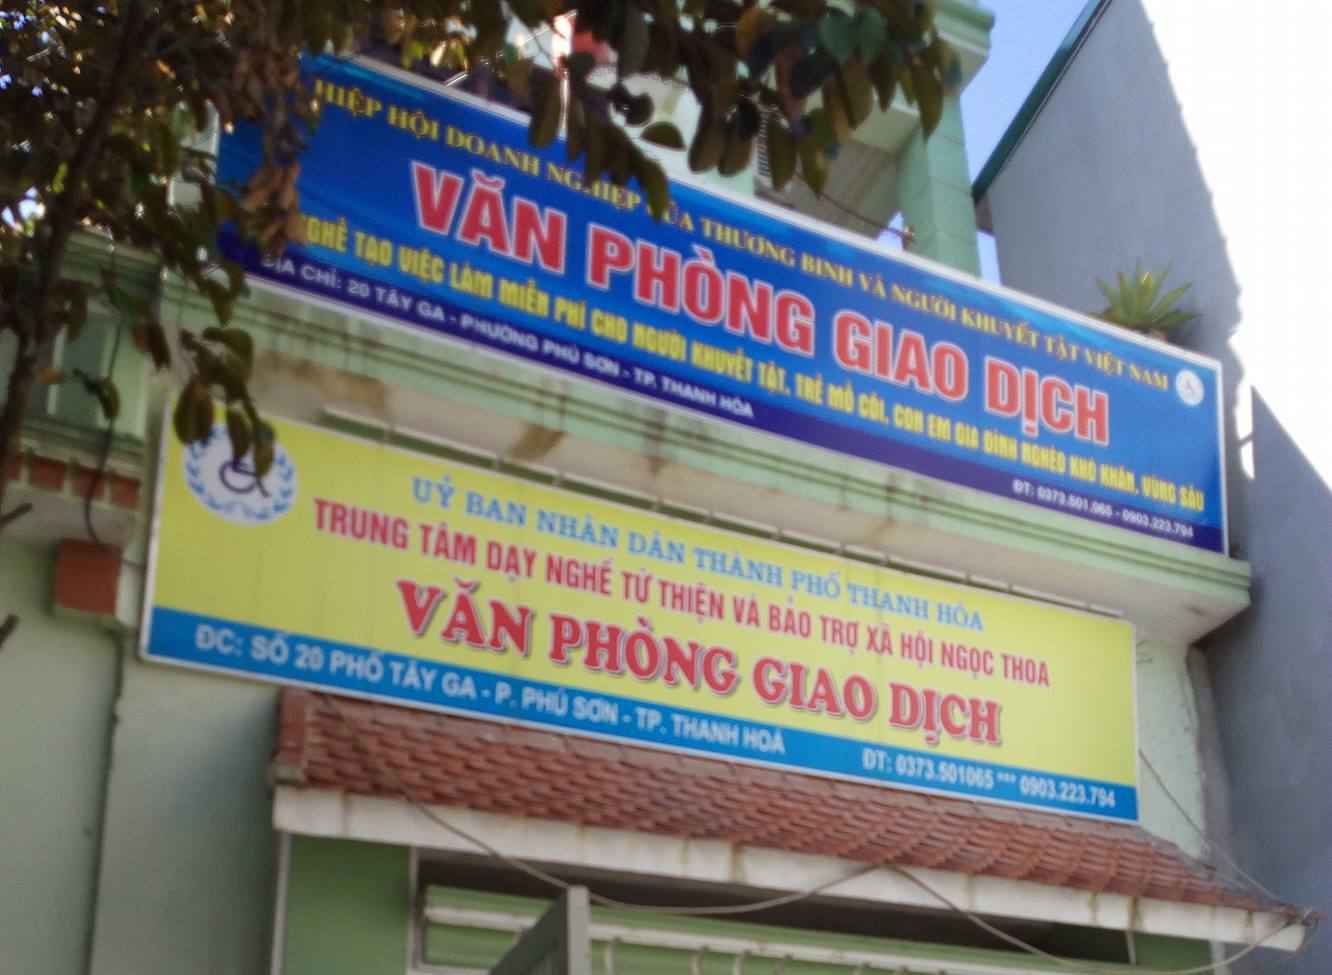 HIỆP HỘI DOANH NGHIỆP CỦA THƯƠNG BINH VÀ NGƯỜI KHUYẾT TẬT VIỆT NAM
VĂN PHÒNG GIAO DỊCH
NGHỀ TẠO VIỆC LÀM MIỄN PHÍ CHO NGƯỜI KHUYẾT TẬT, TRẺ MỒ CÔI, CON EM GIA ĐÌNH NGHÈO KHÓ KHĂN, VÙNG SÂU
ĐỊA CHỈ: 20 TÂY GA - PHƯỜNG PHÚ SƠN - TP. THANH HÓA
ĐT: 0373.501.065 - 0903.223.794
UỶ BAN NHÂN DÂN THÀNH PHỐ THANH HÓA
TRUNG TÂM DẠY NGHỀ TỪ THIỆN VÀ BẢO TRỢ XÃ HỘI NGỌC THOA
VĂN PHÒNG GIAO DỊCH
ĐC: SỐ 20 PHỐ TÂY GA - P. PHÚ SƠN - TP. THANH HOÁ
ĐT: 0373.501065 *** 0903.223.794